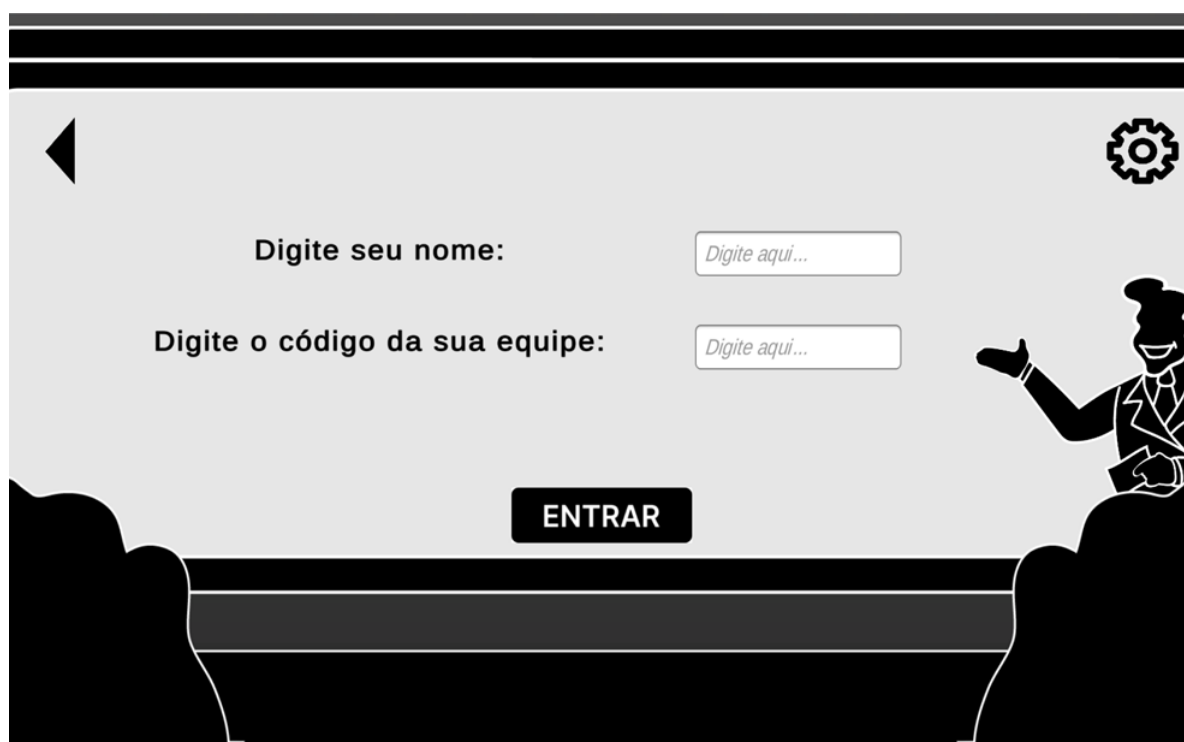 Digite seu nome:
Digite aqui...
Digite o código da sua equipe:
Digite aqui...
ENTRAR